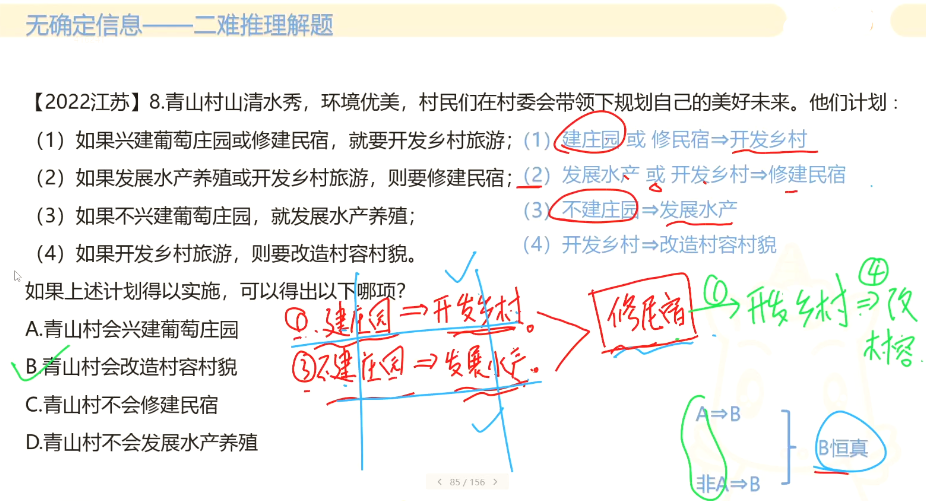 无确定信息——二难推理解题
【2022江苏】8.青山村山清水秀，环境优美，村民们在村委会带领下规划自己的美好未来。他们计划：
（1）如果兴建葡萄庄园或修建民宿，就要开发乡村旅游；
（1）建庄园 或 修民宿⇒开发乡村
（2）如果发展水产养殖或开发乡村旅游，则要修建民宿；
（2）发展水产 或 开发乡村⇒修建民宿
（3）如果不兴建葡萄庄园，就发展水产养殖；
（3）不建庄园⇒发展水产
（4）如果开发乡村旅游，则要改造村容村貌。
（4）开发乡村⇒改造村容村貌
如果上述计划得以实施，可以得出以下哪项？
A.青山村会兴建葡萄庄园
B.青山村会改造村容村貌
C.青山村不会修建民宿
D.青山村不会发展水产养殖
①.建庄园⇒开发乡村。
③不建庄园⇒发展水产.
修民宿 ①→开发乡村④⇒改
村容
A⇒B
非A⇒B
B恒真
85 / 156